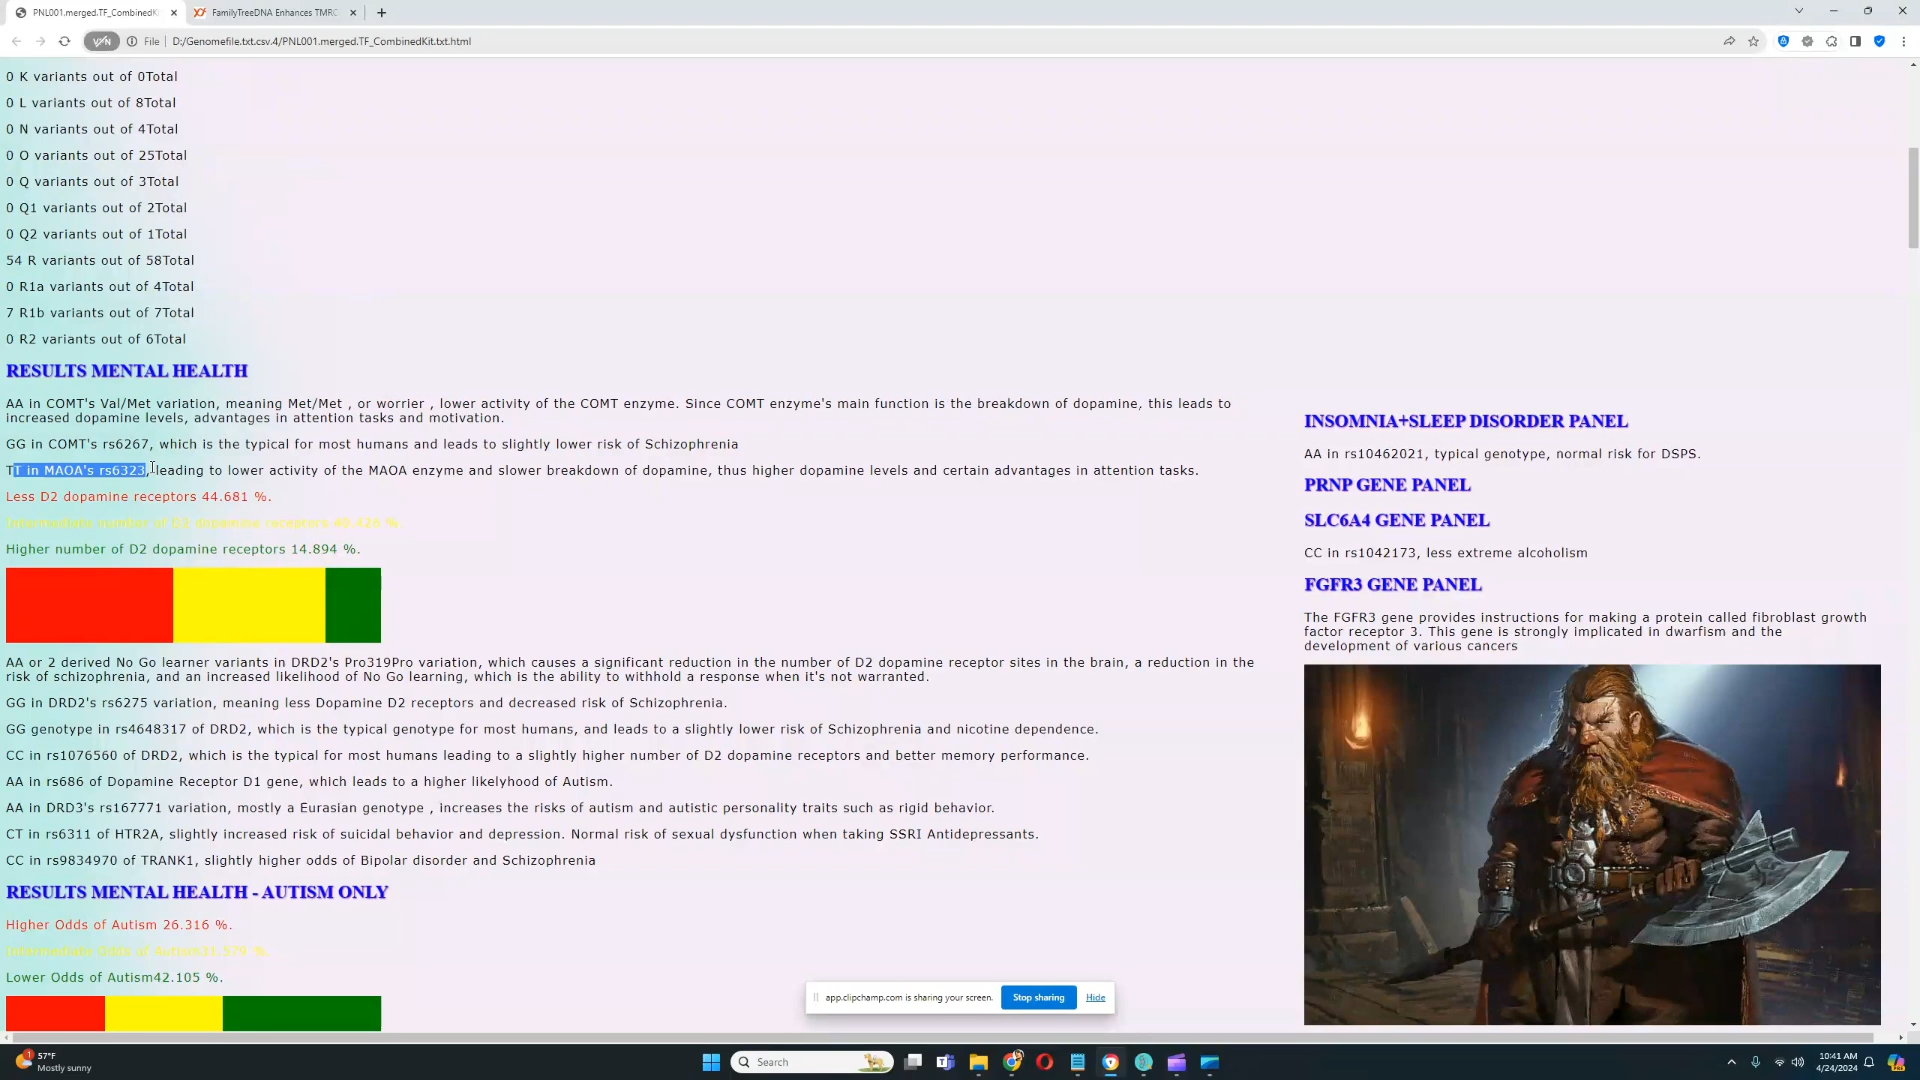 PNL001.merged.TF_CombinedKi
FamilyTreeDNA Enhances TMRC
VPN
File
D:/Genomefile.txt.csv.4/PNL001.merged.TF_CombinedKit.txt.html
0 K variants out of 0Total
0 L variants out of 8Total
0 N variants out of 4Total
0 O variants out of 25Total
0 Q variants out of 3Total
0 Q1 variants out of 2Total
0 Q2 variants out of 1Total
54 R variants out of 58Total
0 R1a variants out of 4Total
7 R1b variants out of 7Total
0 R2 variants out of 6Total
RESULTS MENTAL HEALTH
AA in COMT's Val/Met variation, meaning Met/Met , or worrier , lower activity of the COMT enzyme. Since COMT enzyme's main function is the breakdown of dopamine, this leads to
increased dopamine levels, advantages in attention tasks and motivation.
GG in COMT's rs6267, which is the typical for most humans and leads to slightly lower risk of Schizophrenia
TT in MAOA's rs6323, leading to lower activity of the MAOA enzyme and slower breakdown of dopamine, thus higher dopamine levels and certain advantages in attention tasks.
Less D2 dopamine receptors 44.681 %.
Intermediate number of D2 dopamine receptors 40.426 %.
Higher number of D2 dopamine receptors 14.894 %.
AA or 2 derived No Go learner variants in DRD2's Pro319Pro variation, which causes a significant reduction in the number of D2 dopamine receptor sites in the brain, a reduction in the
risk of schizophrenia, and an increased likelihood of No Go learning, which is the ability to withhold a response when it's not warranted.
GG in DRD2's rs6275 variation, meaning less Dopamine D2 receptors and decreased risk of Schizophrenia.
GG genotype in rs4648317 of DRD2, which is the typical genotype for most humans, and leads to a slightly lower risk of Schizophrenia and nicotine dependence.
CC in rs1076560 of DRD2, which is the typical for most humans leading to a slightly higher number of D2 dopamine receptors and better memory performance.
AA in rs686 of Dopamine Receptor D1 gene, which leads to a higher likelyhood of Autism.
AA in DRD3's rs167771 variation, mostly a Eurasian genotype , increases the risks of autism and autistic personality traits such as rigid behavior.
CT in rs6311 of HTR2A, slightly increased risk of suicidal behavior and depression. Normal risk of sexual dysfunction when taking SSRI Antidepressants.
CC in rs9834970 of TRANK1, slightly higher odds of Bipolar disorder and Schizophrenia
RESULTS MENTAL HEALTH - AUTISM ONLY
Higher Odds of Autism 26.316 %.
Intermediate Odds of Autism31.579 %.
Lower Odds of Autism42.105 %.
INSOMNIA+SLEEP DISORDER PANEL
AA in rs10462021, typical genotype, normal risk for DSPS.
PRNP GENE PANEL
SLC6A4 GENE PANEL
CC in rs1042173, less extreme alcoholism
FGFR3 GENE PANEL
The FGFR3 gene provides instructions for making a protein called fibroblast growth
factor receptor 3. This gene is strongly implicated in dwarfism and the
development of various cancers
app.clipchamp.com is sharing your screen.
Stop sharing
Hide
1
57°F
Mostly sunny
Search
10:41 AM
4/24/2024